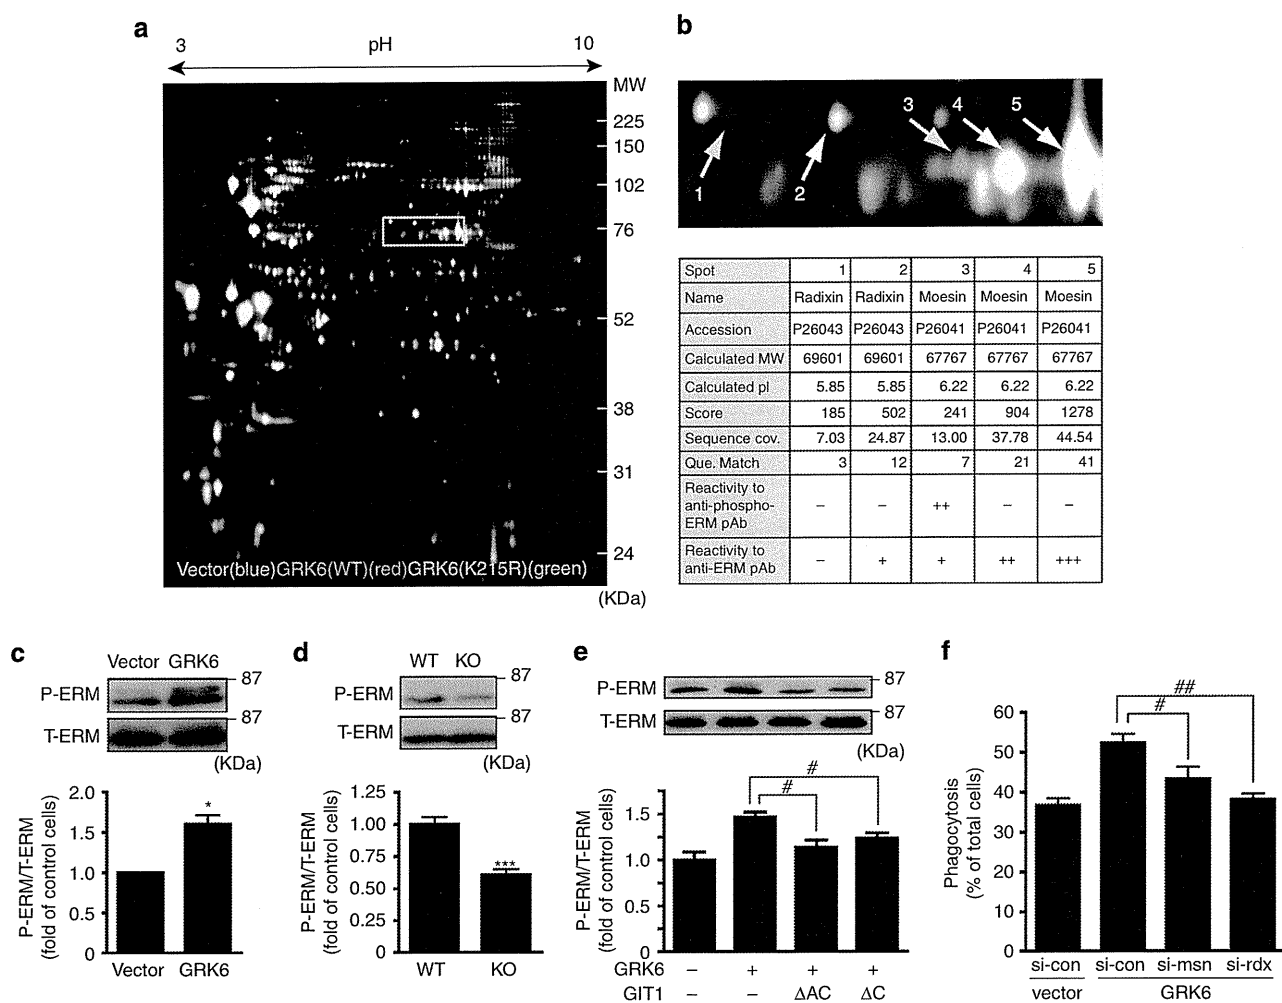 a
3 pH 10
MW
225
150
102
76
52
38
31
24
Vector(blue)GRK6(WT)(red)GRK6(K215R)(green)
(KDa)
b
3 4 5
1 2
Spot 1 2 3 4 5
Name Radixin Radixin Moesin Moesin Moesin
Accession P26043 P26043 P26041 P26041 P26041
Calculated MW 69601 69601 67767 67767 67767
Calculated pI 5.85 5.85 6.22 6.22 6.22
Score 185 502 241 904 1278
Sequence cov. 7.03 24.87 13.00 37.78 44.54
Que. Match 3 12 7 21 41
Reactivity to
anti-phospho-
ERM pAb – – ++ – –
Reactivity to
anti-ERM pAb – + + ++ +++
c
Vector GRK6
87
P-ERM
87
T-ERM
(KDa)
P-ERM/T-ERM
(fold of control cells)
2.0
1.5
1.0
0.5
0
*
Vector GRK6
d
WT KO
87
P-ERM
87
T-ERM
(KDa)
P-ERM/T-ERM
(fold of control cells)
1.25
1.00
0.75
0.50
0.25
0
***
WT KO
e
87
P-ERM
87
T-ERM
(KDa)
P-ERM/T-ERM
(fold of control cells)
1.5
1.0
1.5
0
#
#
GRK6 – + + +
GIT1 – – ΔAC ΔC
f
Phagocytosis
(% of total cells)
60
50
40
30
20
10
0
##
#
si-con si-con si-msn si-rdx
vector GRK6